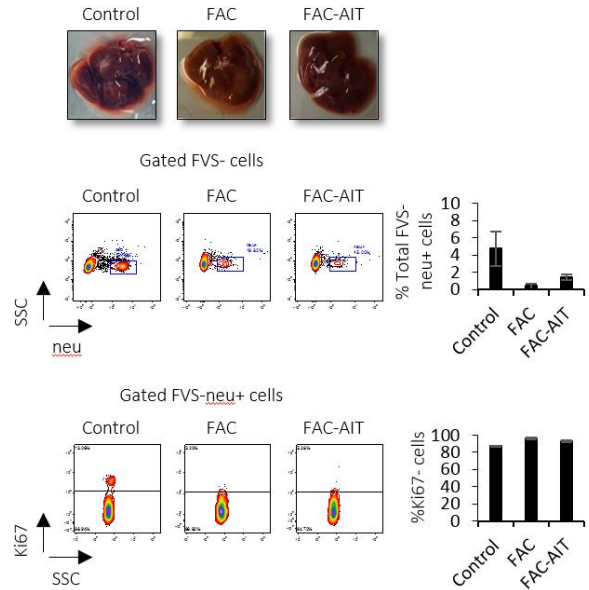 Control FAC FAC-AIT
Gated FVS- cells
Control FAC FAC-AIT
SSC
neu
% Total FVS-
neu+ cells
10
8
6
4
2
0
Control FAC FAC-AIT
Gated FVS-neu+ cells
Control FAC FAC-AIT
Ki67
SSC
%Ki67- cells
100
80
60
40
20
0
Control FAC FAC-AIT